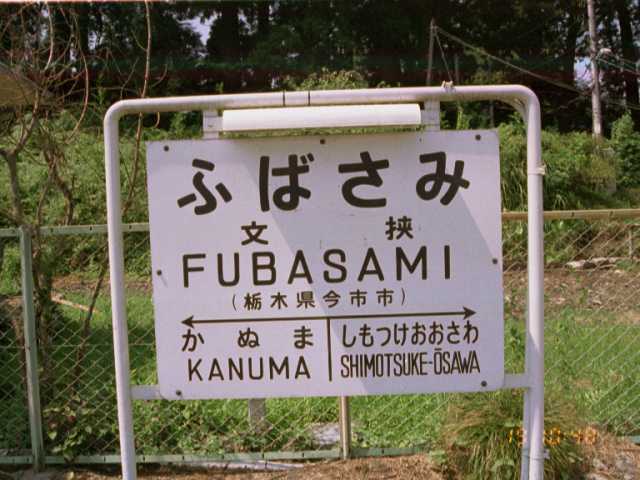 ふばさみ
文挟
FUBASAMI
(栃木県今市市)
かぬま しもつけおおさわ
KANUMA SHIMOTSUKE-ŌSAWA